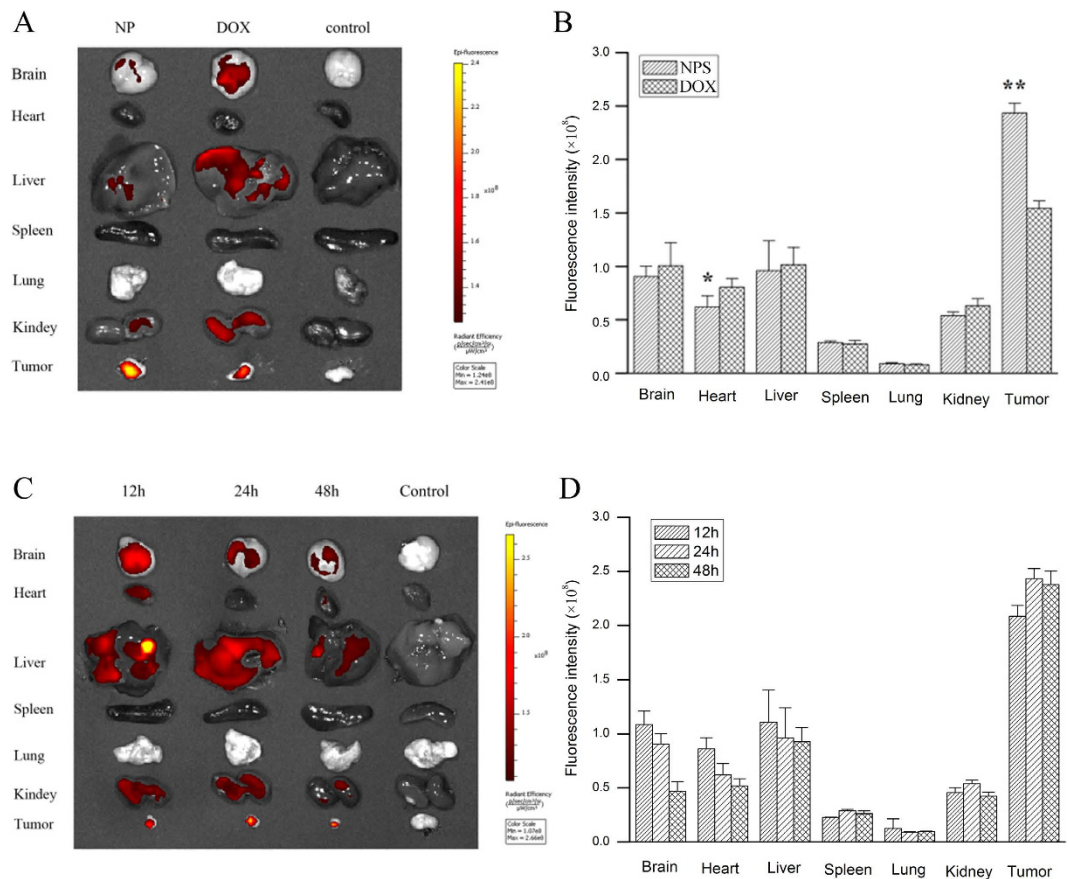 A
NP DOX control
Brain
Heart
Liver
Spleen
Lung
Kindey
Tumor
Epi-fluorescence
2.4
2.2
2.0
×10⁸
1.8
1.6
1.4
Radiant Efficiency
Color Scale
Min = 1.24e8
Max = 2.41e8
B
Fluorescence intensity (×10⁸)
3.0
2.5
2.0
1.5
1.0
0.5
0.0
NPS
DOX
*
**
Brain Heart Liver Spleen Lung Kidney Tumor
C
12h 24h 48h Control
Brain
Heart
Liver
Spleen
Lung
Kindey
Tumor
Epi-fluorescence
2.5
2.0
×10⁸
1.5
Radiant Efficiency
Color Scale
Min = 1.07e8
Max = 2.66e8
D
Fluorescence intensity (×10⁸)
3.0
2.5
2.0
1.5
1.0
0.5
0.0
12h
24h
48h
Brain Heart Liver Spleen Lung Kidney Tumor